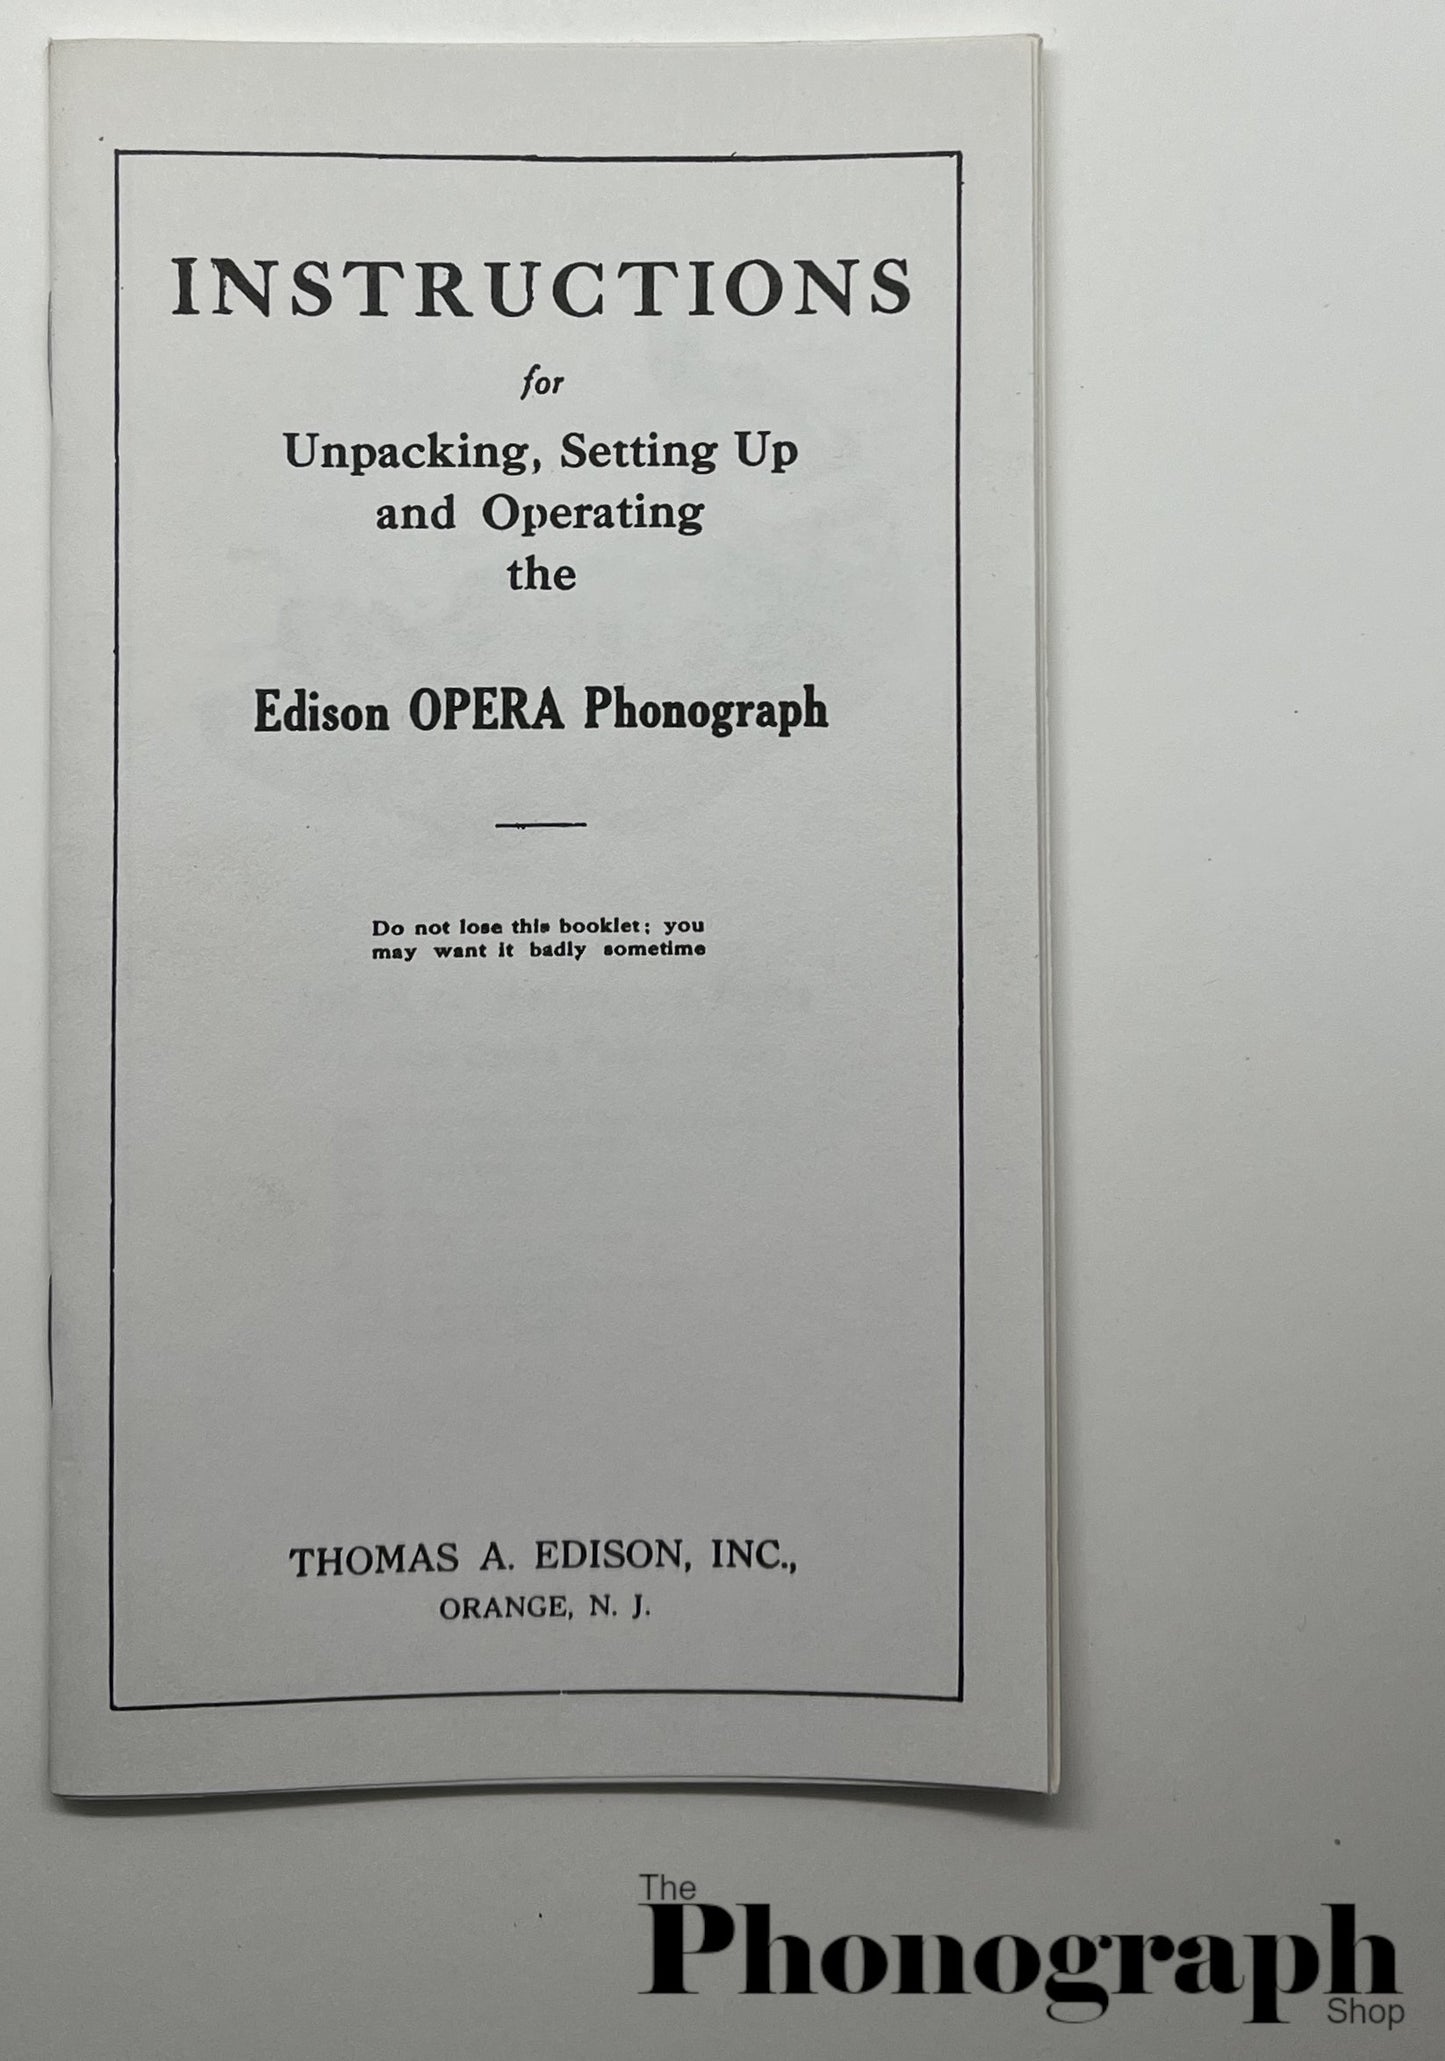 INSTRUCTIONS
for
Unpacking, Setting Up
and Operating
the
Edison OPERA Phonograph
Do not lose this booklet; you
may want it badly sometime
THOMAS A. EDISON, INC.,
ORANGE, N. J.
The
Phonograph
Shop